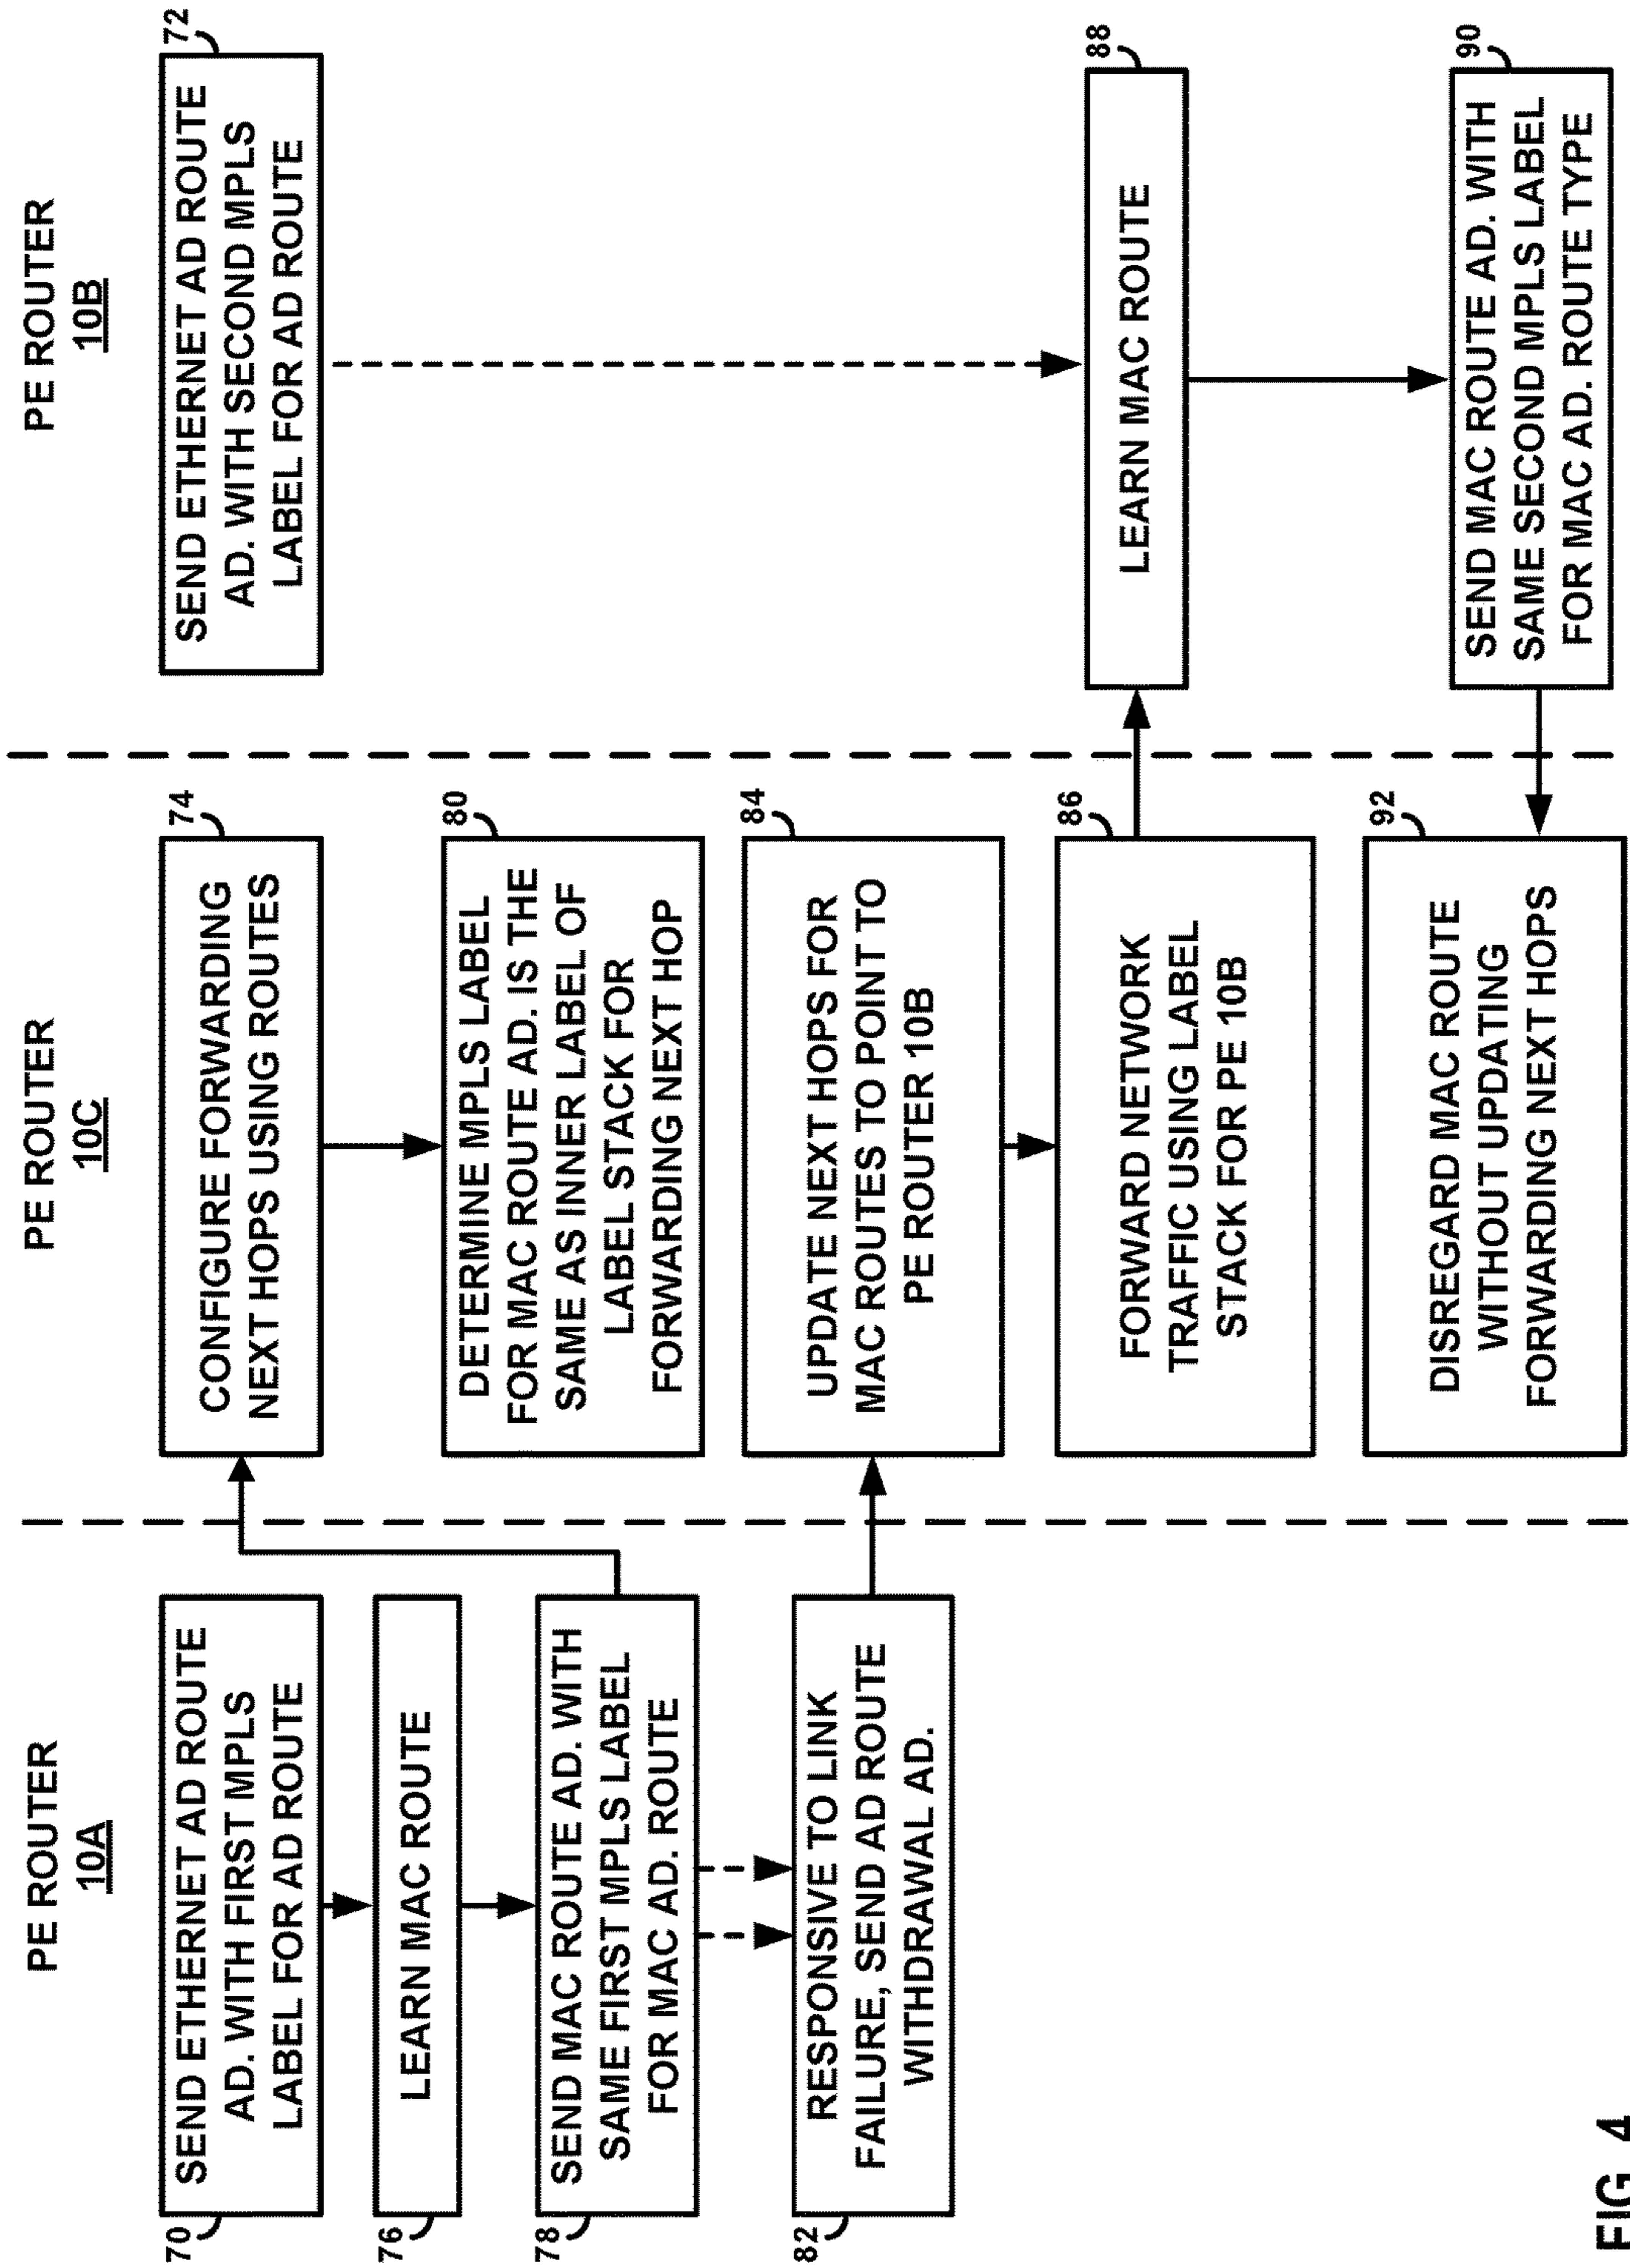 PE ROUTER
10A
70
SEND ETHERNET AD ROUTE
AD. WITH FIRST MPLS
LABEL FOR AD ROUTE
76
LEARN MAC ROUTE
78
SEND MAC ROUTE AD. WITH
SAME FIRST MPLS LABEL
FOR MAC AD. ROUTE
82
RESPONSIVE TO LINK
FAILURE, SEND AD ROUTE
WITHDRAWAL AD.
PE ROUTER
10C
74
CONFIGURE FORWARDING
NEXT HOPS USING ROUTES
80
DETERMINE MPLS LABEL
FOR MAC ROUTE AD. IS THE
SAME AS INNER LABEL OF
LABEL STACK FOR
FORWARDING NEXT HOP
84
UPDATE NEXT HOPS FOR
MAC ROUTES TO POINT TO
PE ROUTER 10B
86
FORWARD NETWORK
TRAFFIC USING LABEL
STACK FOR PE 10B
92
DISREGARD MAC ROUTE
WITHOUT UPDATING
FORWARDING NEXT HOPS
PE ROUTER
10B
72
SEND ETHERNET AD ROUTE
AD. WITH SECOND MPLS
LABEL FOR AD ROUTE
88
LEARN MAC ROUTE
90
SEND MAC ROUTE AD. WITH
SAME SECOND MPLS LABEL
FOR MAC AD. ROUTE TYPE
FIG. 4